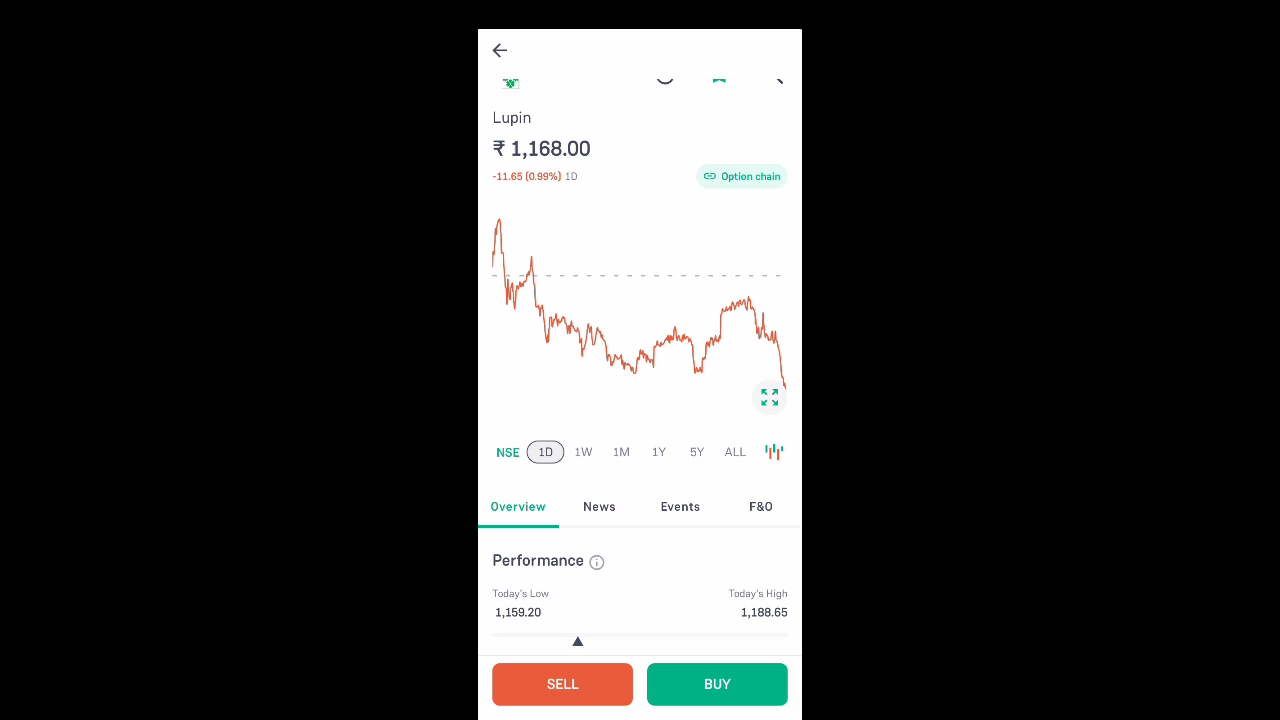 Lupin
₹ 1,168.00
-11.65 (0.99%) 1D
Option chain
NSE 1D 1W 1M 1Y 5Y ALL
Overview News Events F&O
Performance
Today's Low Today's High
1,159.20 1,188.65
SELL BUY